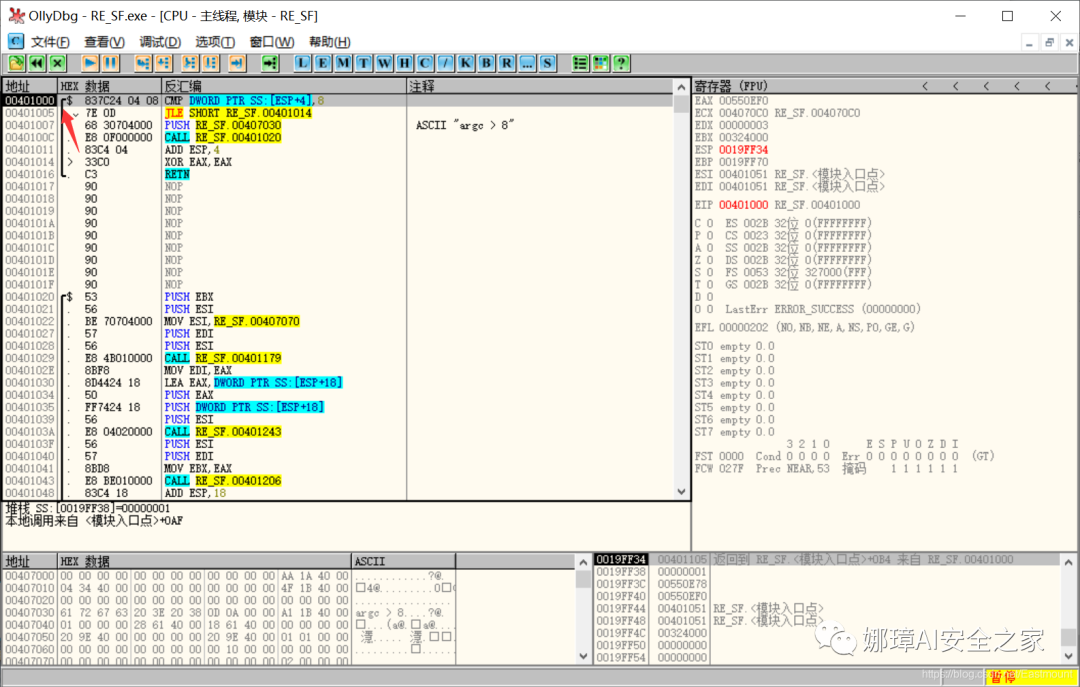 OllyDbg - RE_SF.exe - [CPU - 主线程, 模块 - RE_SF]
C 文件(F) 查看(V) 调试(D) 选项(T) 窗口(W) 帮助(H)
L E M T W H C / K B R ... S ?
地址 HEX 数据 反汇编 注释
00401000 $ 837C24 04 08 CMP DWORD PTR SS:[ESP+4],8
00401005 . 7E 0D JLE SHORT RE_SF.00401014
00401007 . 68 30704000 PUSH RE_SF.00407030 ASCII "argc > 8"
0040100C . E8 0F000000 CALL RE_SF.00401020
00401011 . 83C4 04 ADD ESP,4
00401014 > 33C0 XOR EAX,EAX
00401016 . C3 RETN
00401017 90 NOP
00401018 90 NOP
00401019 90 NOP
0040101A 90 NOP
0040101B 90 NOP
0040101C 90 NOP
0040101D 90 NOP
0040101E 90 NOP
0040101F 90 NOP
00401020 $ 53 PUSH EBX
00401021 . 56 PUSH ESI
00401022 . BE 70704000 MOV ESI,RE_SF.00407070
00401027 . 57 PUSH EDI
00401028 . 56 PUSH ESI
00401029 . E8 4B010000 CALL RE_SF.00401179
0040102E . 8BF8 MOV EDI,EAX
00401030 . 8D4424 18 LEA EAX,DWORD PTR SS:[ESP+18]
00401034 . 50 PUSH EAX
00401035 . FF7424 18 PUSH DWORD PTR SS:[ESP+18]
00401039 . 56 PUSH ESI
0040103A . E8 04020000 CALL RE_SF.00401243
0040103F . 56 PUSH ESI
00401040 . 57 PUSH EDI
00401041 . 8BD8 MOV EBX,EAX
00401043 . E8 BE010000 CALL RE_SF.00401206
00401048 . 83C4 18 ADD ESP,18
堆栈 SS:[0019FF38]=00000001
本地调用来自 <模块入口点>+0AF
寄存器 (FPU) < < < < <
EAX 00550EF0
ECX 004070C0 RE_SF.004070C0
EDX 00000003
EBX 00324000
ESP 0019FF34
EBP 0019FF70
ESI 00401051 RE_SF.<模块入口点>
EDI 00401051 RE_SF.<模块入口点>
EIP 00401000 RE_SF.00401000
C 0 ES 002B 32位 0(FFFFFFFF)
P 0 CS 0023 32位 0(FFFFFFFF)
A 0 SS 002B 32位 0(FFFFFFFF)
Z 0 DS 002B 32位 0(FFFFFFFF)
S 0 FS 0053 32位 327000(FFF)
T 0 GS 002B 32位 0(FFFFFFFF)
D 0
O 0 LastErr ERROR_SUCCESS (00000000)
EFL 00000202 (NO,NB,NE,A,NS,PO,GE,G)
ST0 empty 0.0
ST1 empty 0.0
ST2 empty 0.0
ST3 empty 0.0
ST4 empty 0.0
ST5 empty 0.0
ST6 empty 0.0
ST7 empty 0.0
3 2 1 0 E S P U O Z D I
FST 0000 Cond 0 0 0 0 Err 0 0 0 0 0 0 0 0 (GT)
FCW 027F Prec NEAR,53 掩码 1 1 1 1 1 1
地址 HEX 数据 ASCII
00407000 00 00 00 00 00 00 00 00 00 00 00 00 AA 1A 40 00 ............?@.
00407010 04 34 40 00 00 00 00 00 00 00 00 00 4F 1B 40 00
00407020 00 00 00 00 00 00 00 00 00 00 00 00 00 00 00 00 ................
00407030 61 72 67 63 20 3E 20 38 0D 0A 00 00 A1 1B 40 00 argc > 8....?@.
00407040 01 00 00 00 28 61 40 00 18 61 40 00 00 00 00 00
00407050 20 9E 40 00 00 00 00 00 20 9E 40 00 01 01 00 00
00407060 00 00 00 00 00 00 00 00 00 10 00 00 00 00 00 00
00407070 00 00 00 00 00 00 00 00 00 00 00 00 02 00 00 00
0019FF34 00401105 返回到 RE_SF.<模块入口点>+0B4 来自 RE_SF.00401000
0019FF38 00000001
0019FF3C 00550E78
0019FF40 00550EF0
0019FF44 00401051 RE_SF.<模块入口点>
0019FF48 00401051 RE_SF.<模块入口点>
0019FF4C 00324000
0019FF50 00000000
0019FF54 00000000
娜璋AI安全之家
暂停